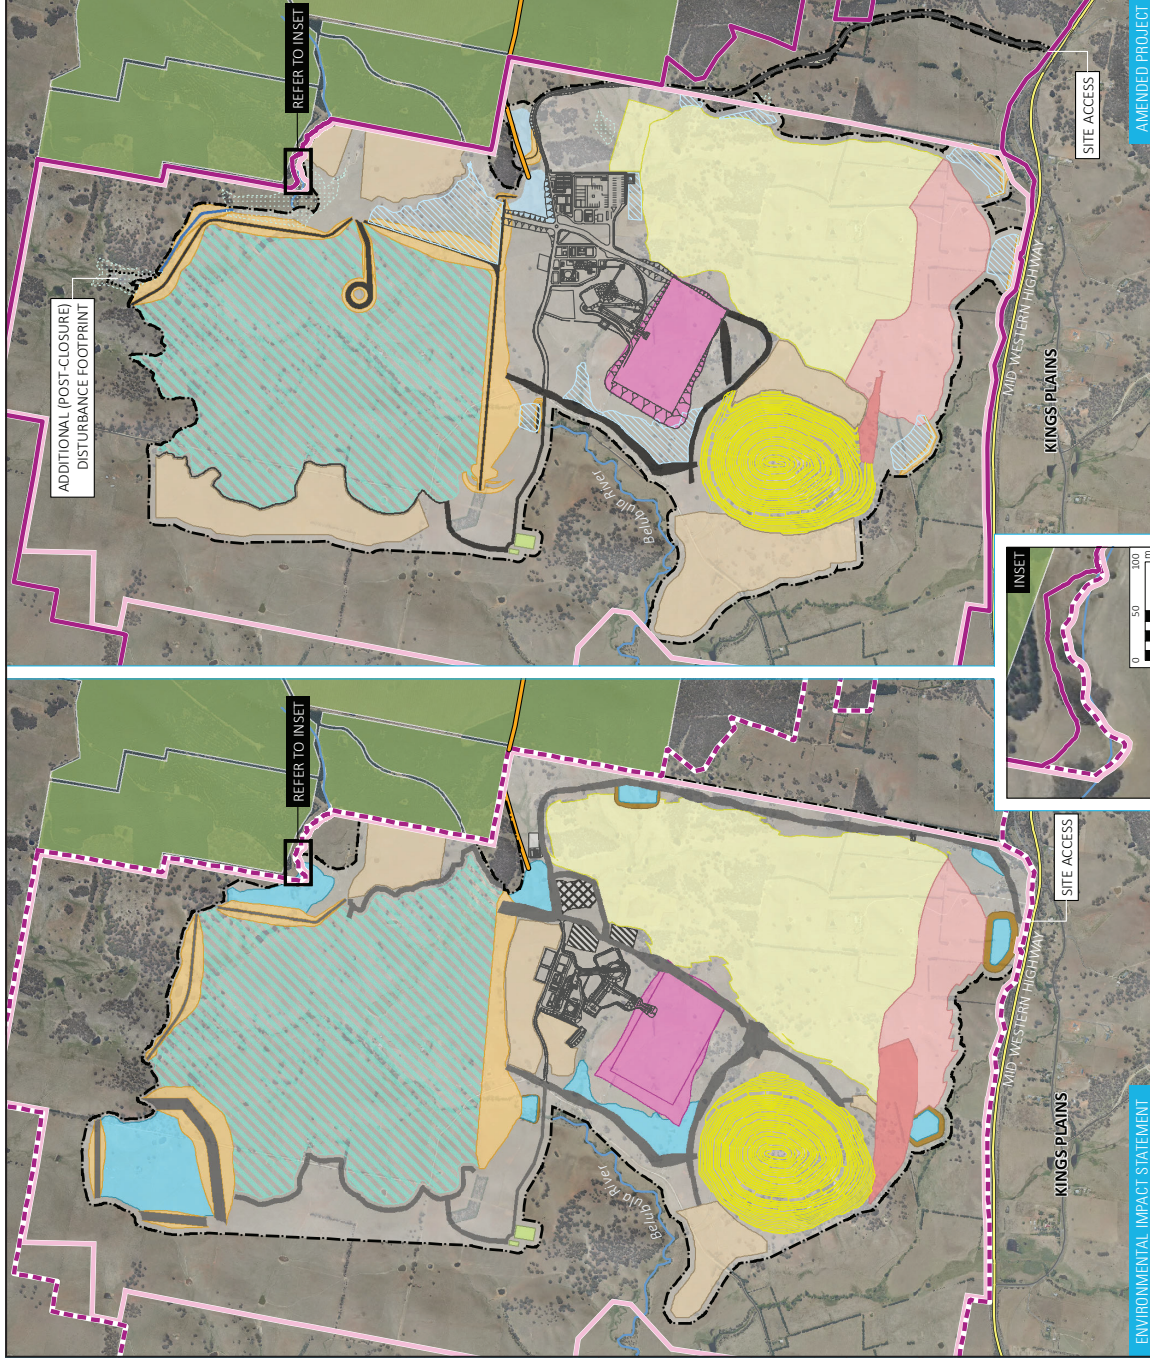 REFER TO INSET
ADDITIONAL (POST-CLOSURE)
DISTURBANCE FOOTPRINT
Belubula River
MID WESTERN HIGHWAY
KINGS PLAINS
SITE ACCESS
AMENDED PROJECT
REFER TO INSET
Belubula River
MID WESTERN HIGHWAY
KINGS PLAINS
SITE ACCESS
ENVIRONMENTAL IMPACT STATEMENT
INSET
0 50 100
m